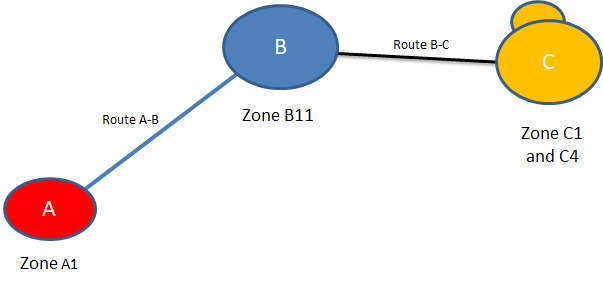 B
Route B-C
C
Route A-B
Zone B11
Zone C1
and C4
A
Zone A1